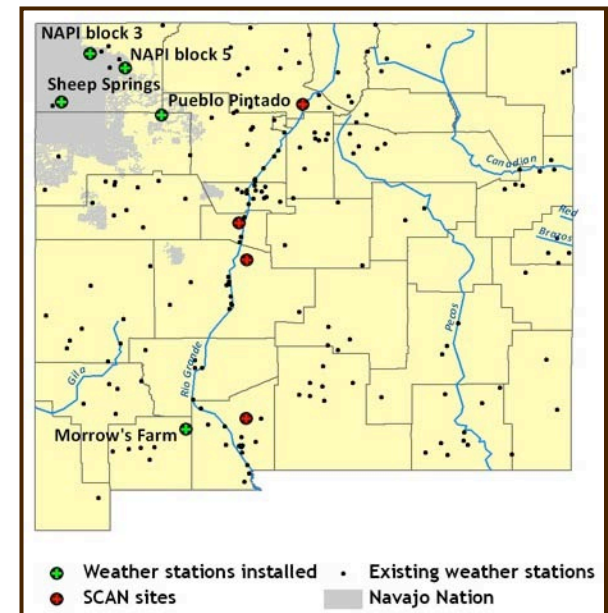 NAPI block 3
NAPI block 5
Sheep Springs
Pueblo Pintado
Canadian
Red
Brazos
Pecos
Rio Grande
Gila
Morrow's Farm
Weather stations installed
Existing weather stations
SCAN sites
Navajo Nation